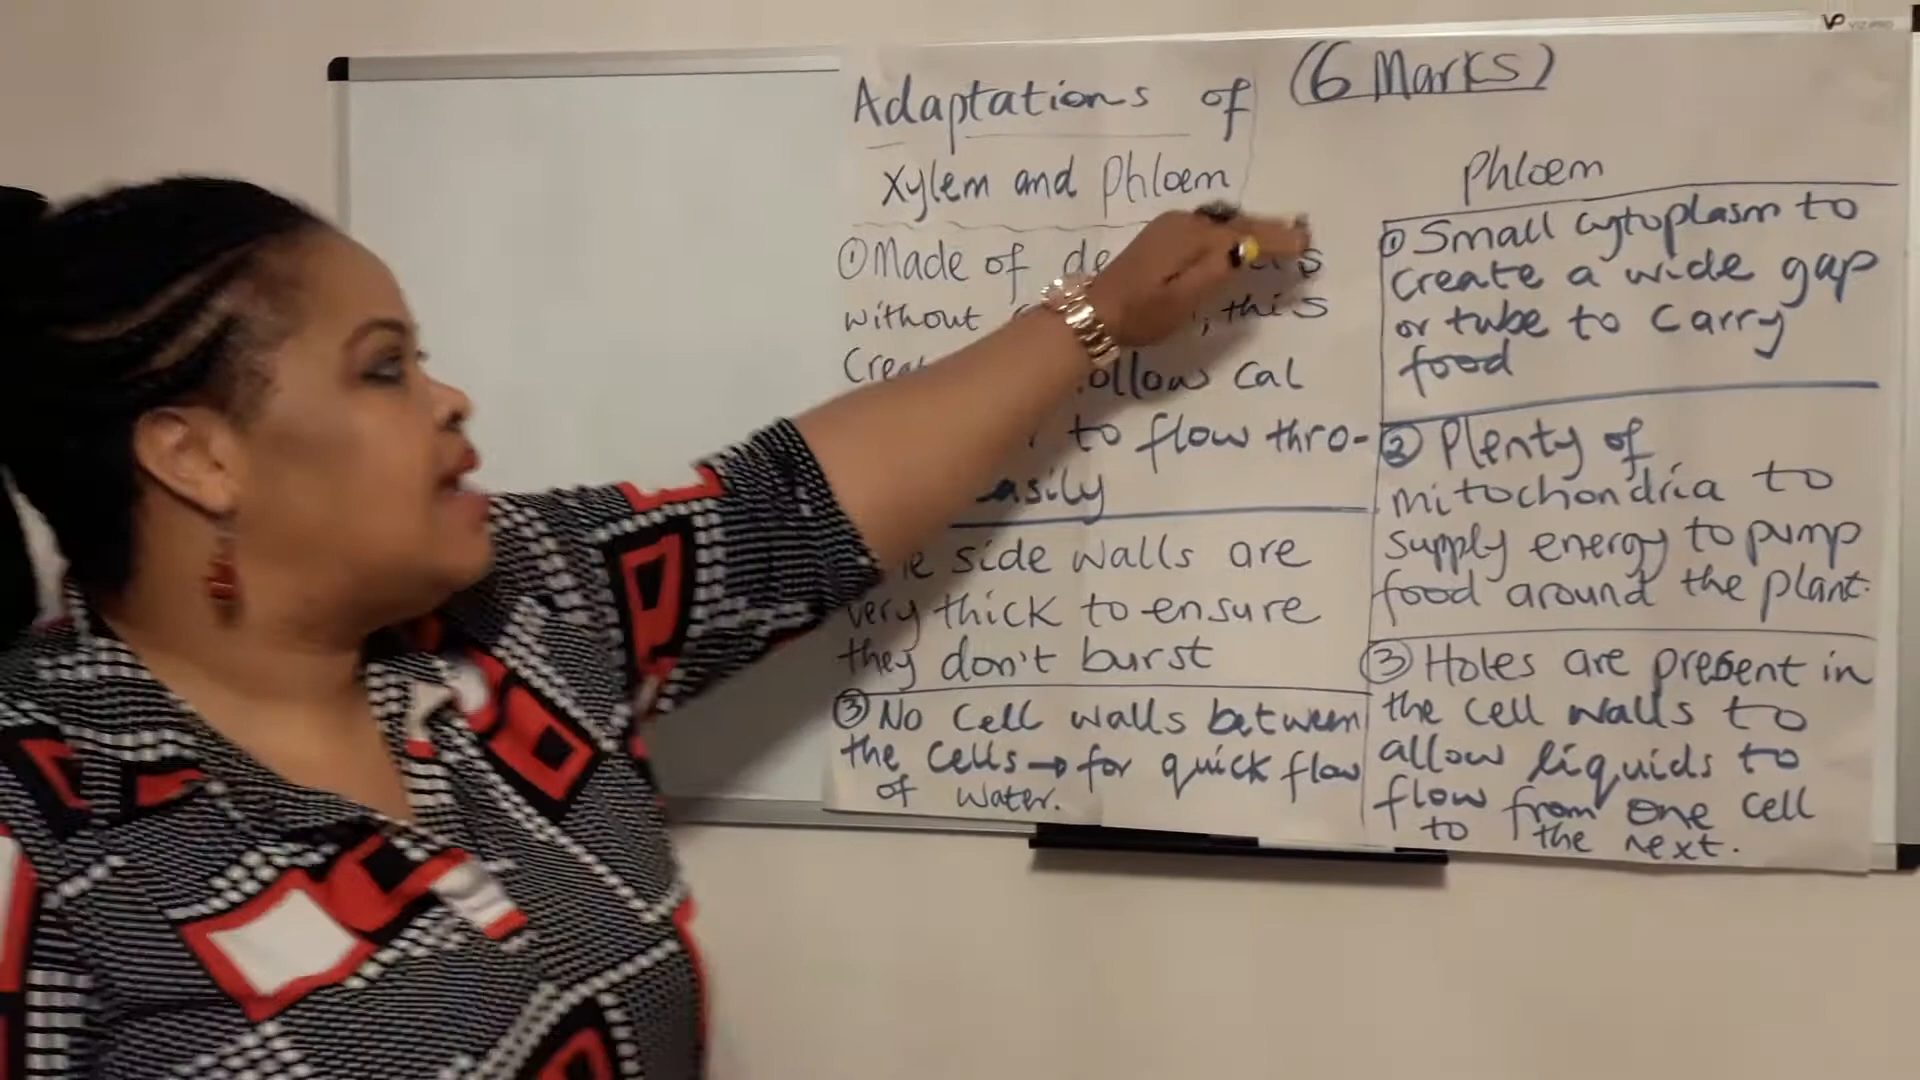 Adaptations of (6 Marks)
Xylem and Phloem
① Made of
without , this
ollow cal
to flow thro-
asily
side walls are
very thick to ensure
they don't burst
③ No cell walls between
the cells → for quick flow
of water.
Phloem
① Small cytoplasm to
create a wide gap
or tube to carry
food
② Plenty of
mitochondria to
supply energy to pump
food around the plant.
③ Holes are present in
the cell walls to
allow liquids to
flow from one cell
to the next.